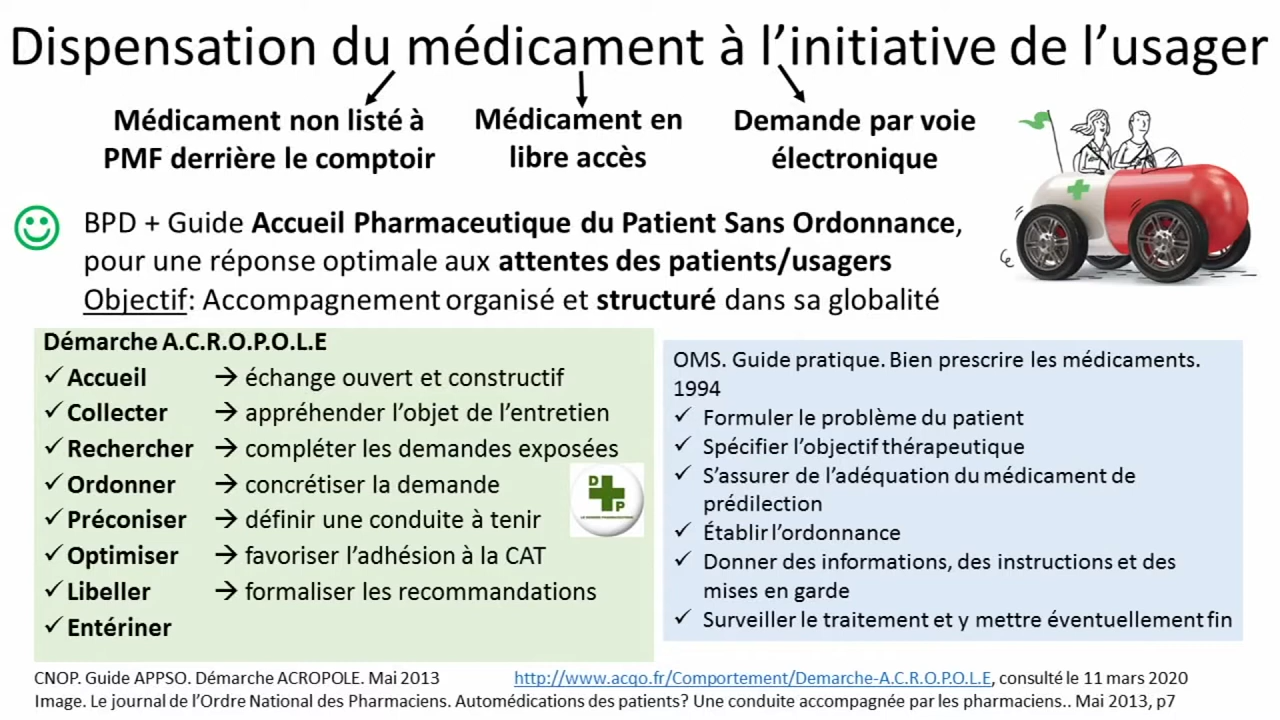 Dispensation du médicament à l’initiative de l’usager
Médicament non listé à
PMF derrière le comptoir
Médicament en
libre accès
Demande par voie
électronique
BPD + Guide Accueil Pharmaceutique du Patient Sans Ordonnance,
pour une réponse optimale aux attentes des patients/usagers
Objectif: Accompagnement organisé et structuré dans sa globalité
Démarche A.C.R.O.P.O.L.E
✓ Accueil → échange ouvert et constructif
✓ Collecter → appréhender l’objet de l’entretien
✓ Rechercher → compléter les demandes exposées
✓ Ordonner → concrétiser la demande
✓ Préconiser → définir une conduite à tenir
✓ Optimiser → favoriser l’adhésion à la CAT
✓ Libeller → formaliser les recommandations
✓ Entériner
D
P
OMS. Guide pratique. Bien prescrire les médicaments.
1994
✓ Formuler le problème du patient
✓ Spécifier l’objectif thérapeutique
✓ S’assurer de l’adéquation du médicament de
prédilection
✓ Établir l’ordonnance
✓ Donner des informations, des instructions et des
mises en garde
✓ Surveiller le traitement et y mettre éventuellement fin
CNOP. Guide APPSO. Démarche ACROPOLE. Mai 2013 http://www.acqo.fr/Comportement/Demarche-A.C.R.O.P.O.L.E, consulté le 11 mars 2020
Image. Le journal de l’Ordre National des Pharmaciens. Automédications des patients? Une conduite accompagnée par les pharmaciens.. Mai 2013, p7